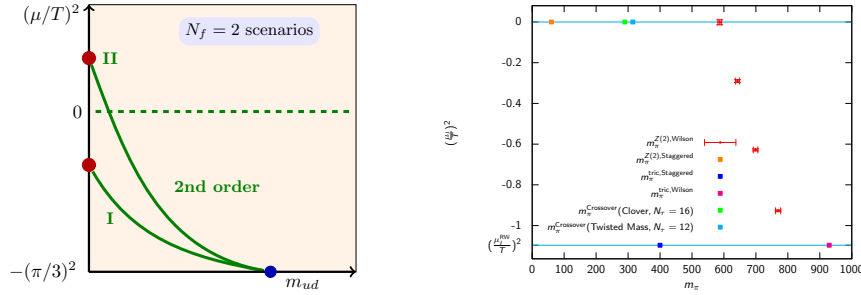 (μ/T)²
N_f = 2 scenarios
II
0
2nd order
I
−(π/3)²
m_{ud}
0
-0.2
-0.4
-0.6
-0.8
-1
(μ_i^{RW}/T)²
m_π^{Z(2),Wilson}
m_π^{Z(2),Staggered}
m_π^{tric,Staggered}
m_π^{tric,Wilson}
m_π^{Crossover}(Clover, N_τ = 16)
m_π^{Crossover}(Twisted Mass, N_τ = 12)
0 100 200 300 400 500 600 700 800 900 1000
m_π